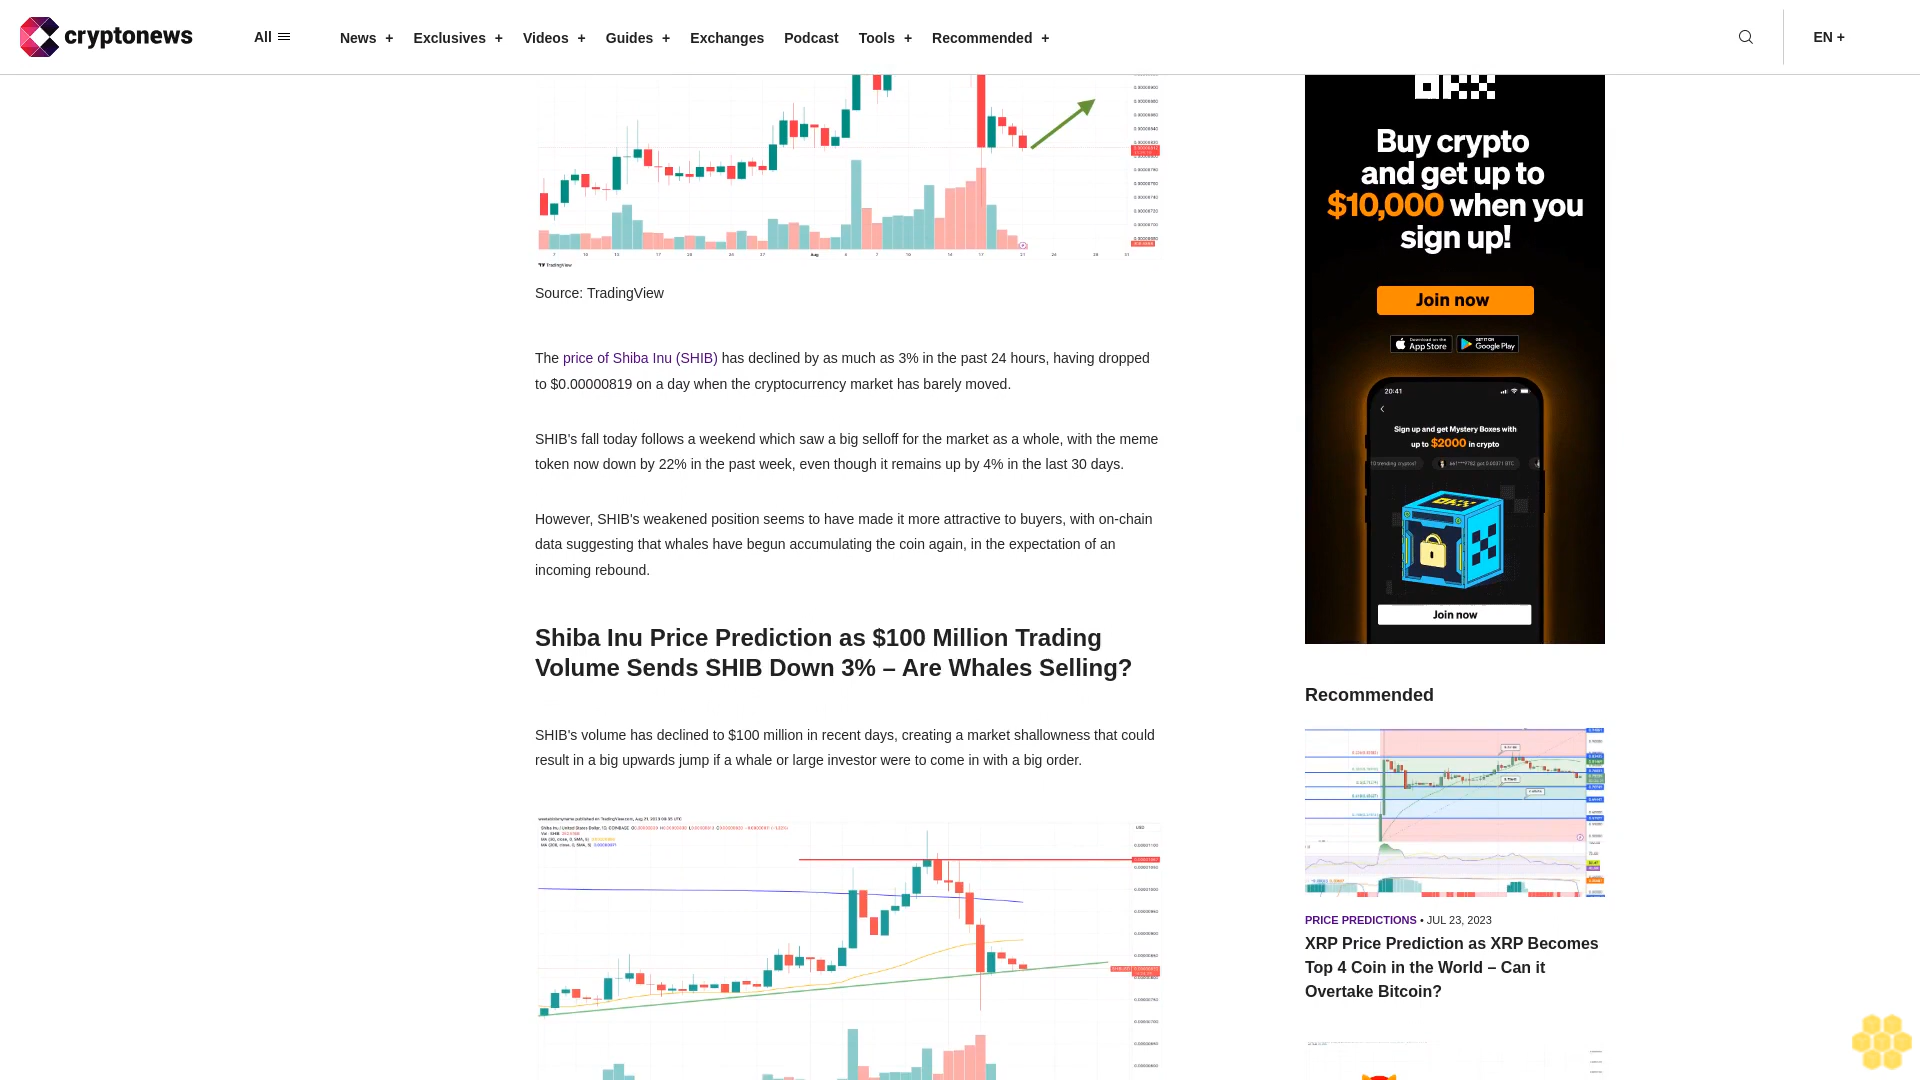 cryptonews
All
News +
Exclusives +
Videos +
Guides +
Exchanges
Podcast
Tools +
Recommended +
EN +
Aug
TradingView
Source: TradingView
The price of Shiba Inu (SHIB) has declined by as much as 3% in the past 24 hours, having dropped
to $0.00000819 on a day when the cryptocurrency market has barely moved.
SHIB's fall today follows a weekend which saw a big selloff for the market as a whole, with the meme
token now down by 22% in the past week, even though it remains up by 4% in the last 30 days.
However, SHIB's weakened position seems to have made it more attractive to buyers, with on-chain
data suggesting that whales have begun accumulating the coin again, in the expectation of an
incoming rebound.
Shiba Inu Price Prediction as $100 Million Trading
Volume Sends SHIB Down 3% – Are Whales Selling?
SHIB's volume has declined to $100 million in recent days, creating a market shallowness that could
result in a big upwards jump if a whale or large investor were to come in with a big order.
USD
Buy crypto
and get up to
$10,000 when you
sign up!
Join now
Download on the App Store
GET IT ON Google Play
20:41
Sign up and get Mystery Boxes with
up to $2000 in crypto
Join now
Recommended
PRICE PREDICTIONS • JUL 23, 2023
XRP Price Prediction as XRP Becomes
Top 4 Coin in the World – Can it
Overtake Bitcoin?